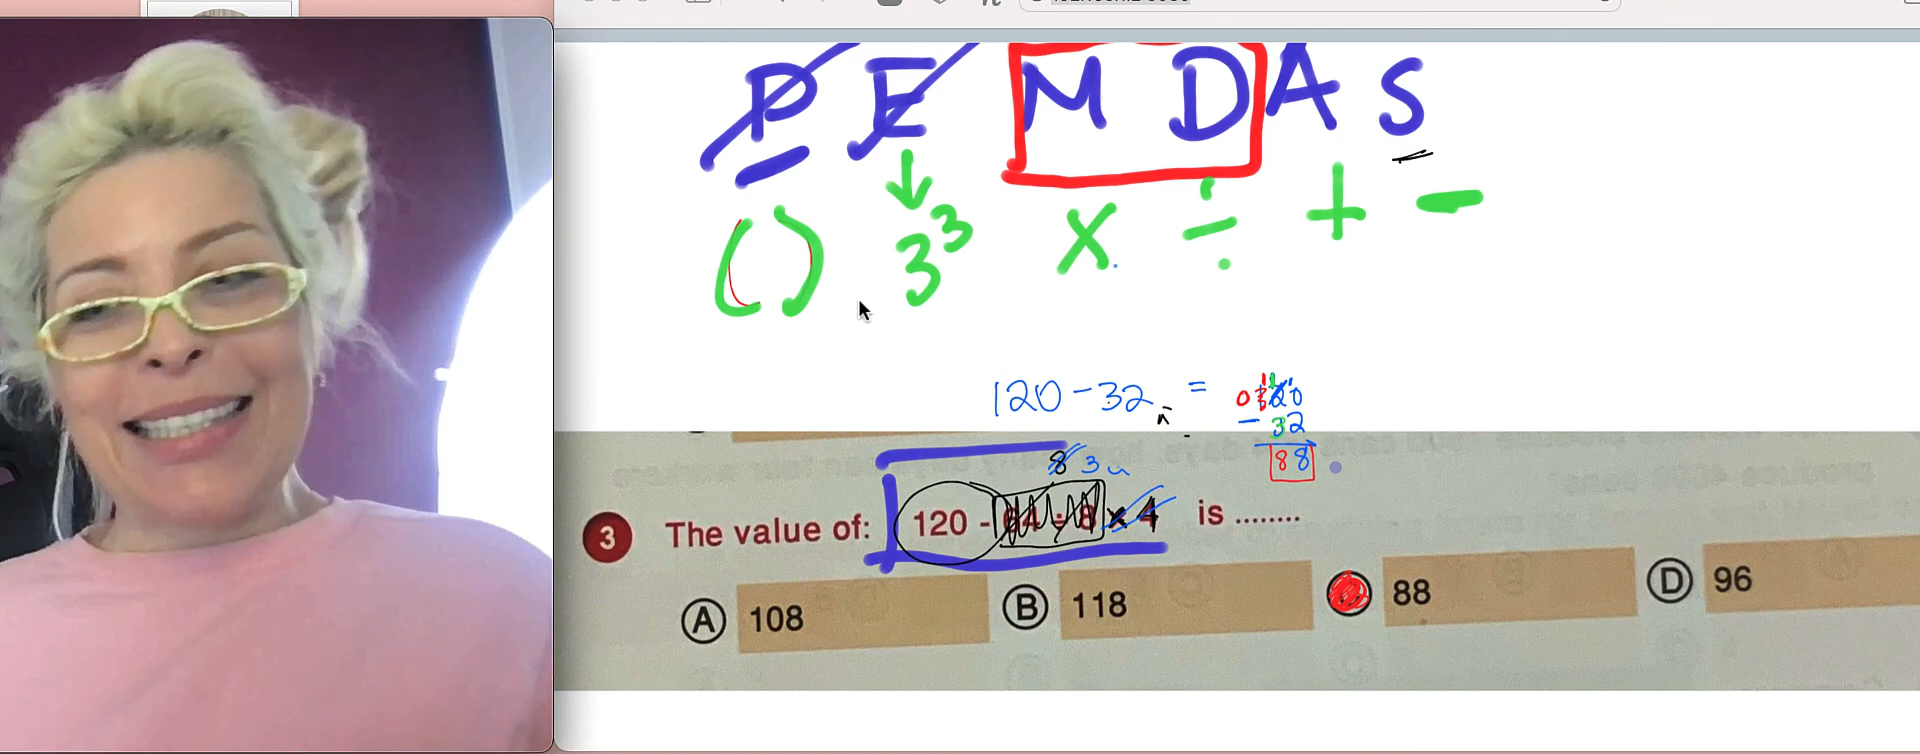 P E M D A S
( ) 3³ × ÷ + -
120 - 32 =
120
- 32
88
8 32
3 The value of: 120 - 64 ÷ 8 × 4 is ........
A 108 B 118 88 D 96